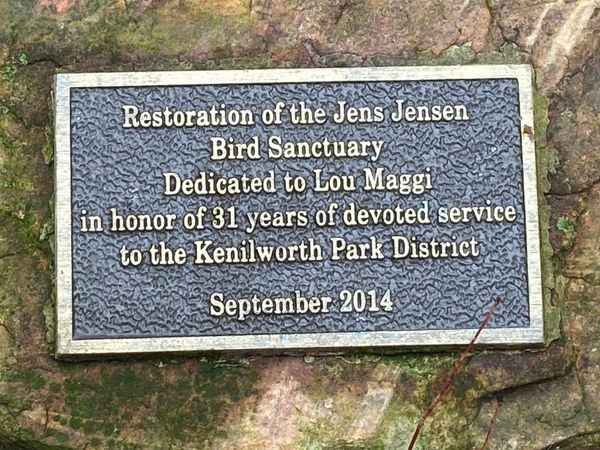 Restoration of the Jens Jensen
Bird Sanctuary
Dedicated to Lou Maggi
in honor of 31 years of devoted service
to the Kenilworth Park District
September 2014